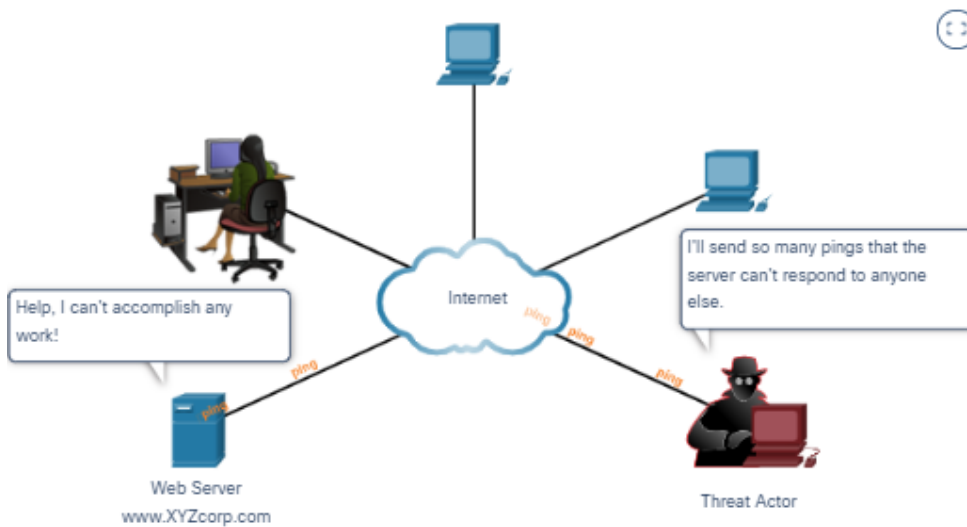 I'll send so many pings that the
server can't respond to anyone
else.
Internet
Help, I can't accomplish any
work!
ping
ping
ping
ping
ping
Web Server
www.XYZcorp.com
Threat Actor